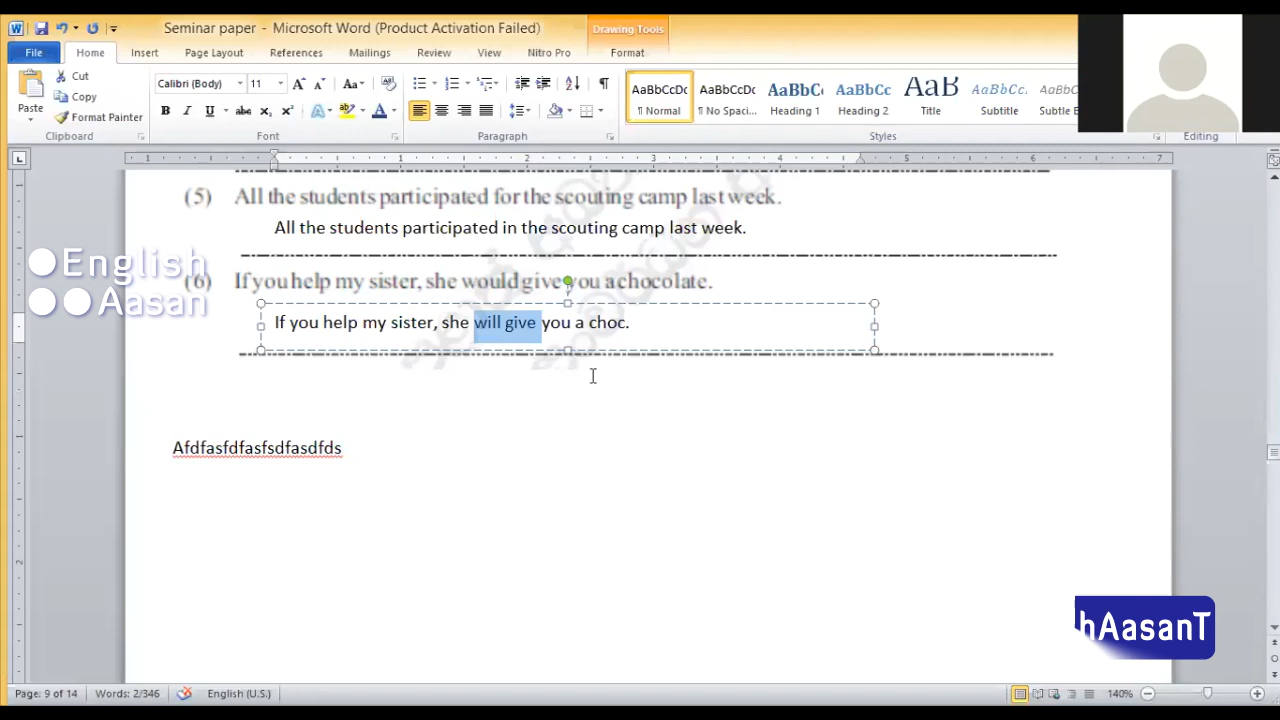 Seminar paper - Microsoft Word (Product Activation Failed)
Drawing Tools
File Home Insert Page Layout References Mailings Review View Nitro Pro Format
Paste
Cut
Copy
Format Painter
Calibri (Body) 11
AaBbCcDc AaBbCcDc AaBbCc AaBbCc AaB AaBbCc. AaBbCc
¶ Normal ¶ No Spaci... Heading 1 Heading 2 Title Subtitle Subtle E
Clipboard Font Paragraph Styles Editing
(5) All the students participated for the scouting camp last week.
All the students participated in the scouting camp last week.
English
Aasan
(6) If you help my sister, she would give you a chocolate.
If you help my sister, she will give you a choc.
Afdfasfdfasfsdfasdfds
hAasanT
Page: 9 of 14 Words: 2/346 English (U.S.) 140%